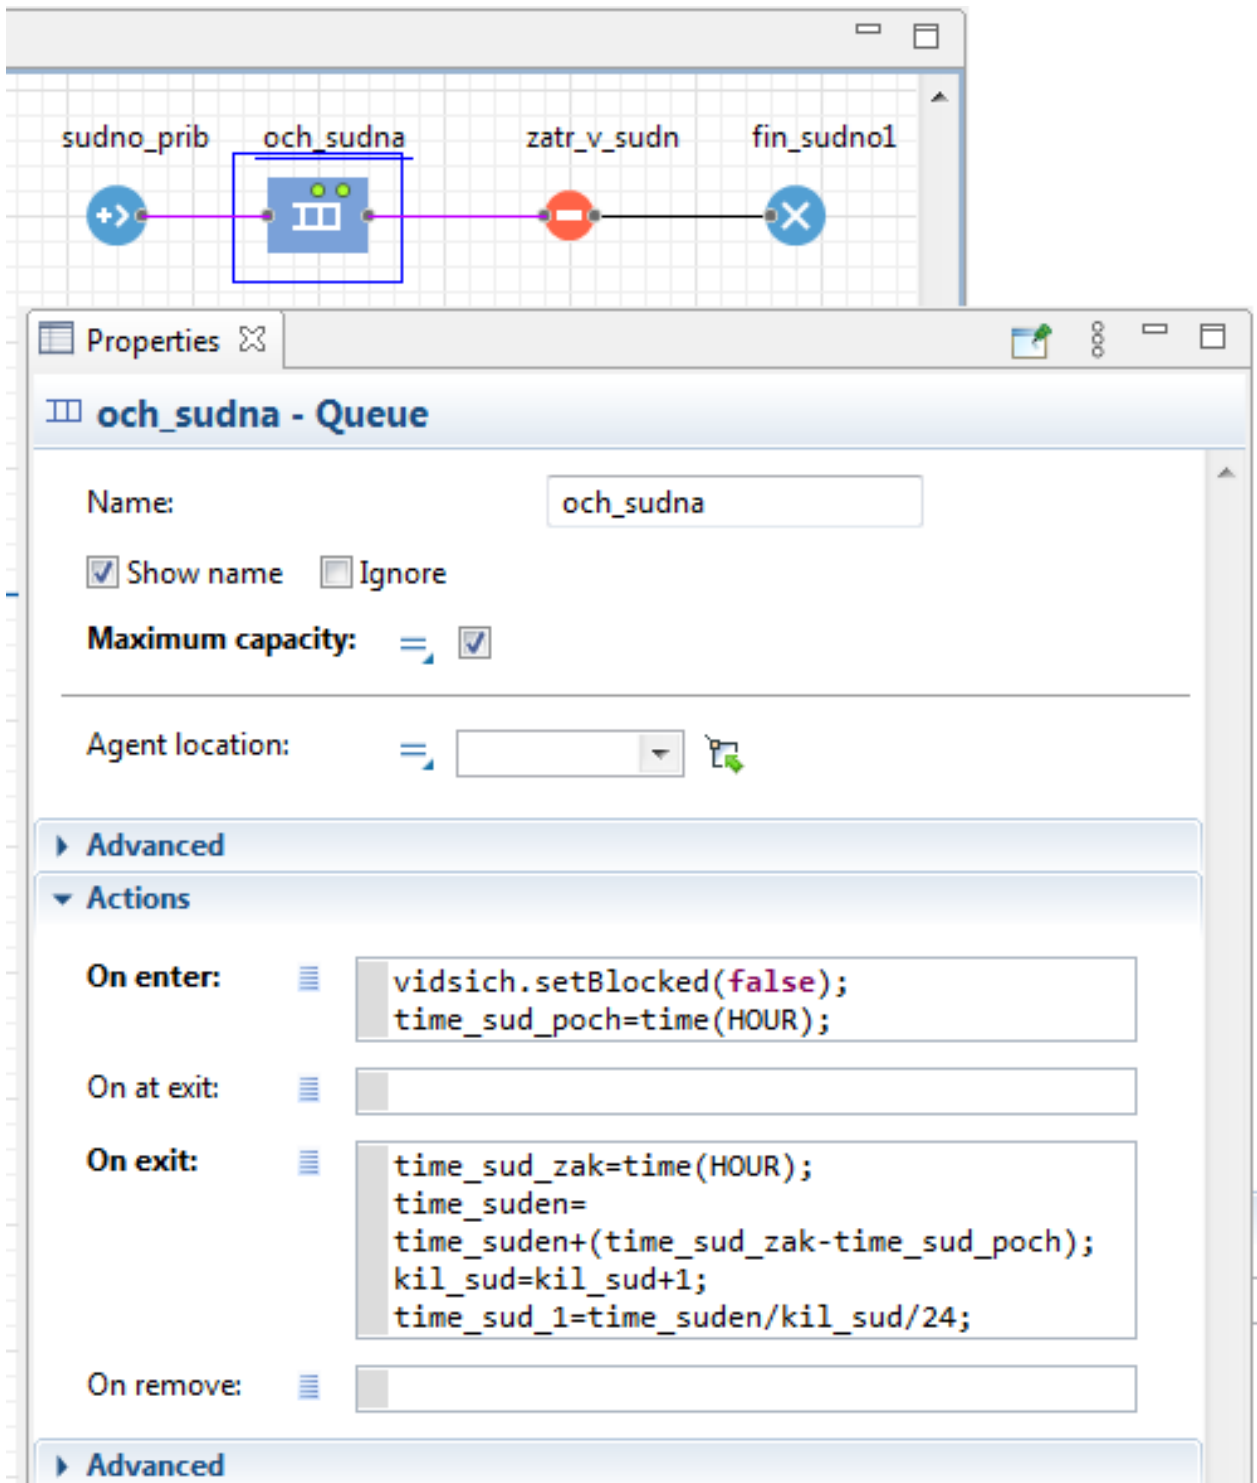 sudno_prib och_sudna zatr_v_sudn fin_sudno1
Properties
och_sudna - Queue
Name: och_sudna
Show name Ignore
Maximum capacity:
Agent location:
Advanced
Actions
On enter: vidsich.setBlocked(false);
time_sud_poch=time(HOUR);
On at exit:
On exit: time_sud_zak=time(HOUR);
time_suden=
time_suden+(time_sud_zak-time_sud_poch);
kil_sud=kil_sud+1;
time_sud_1=time_suden/kil_sud/24;
On remove:
Advanced